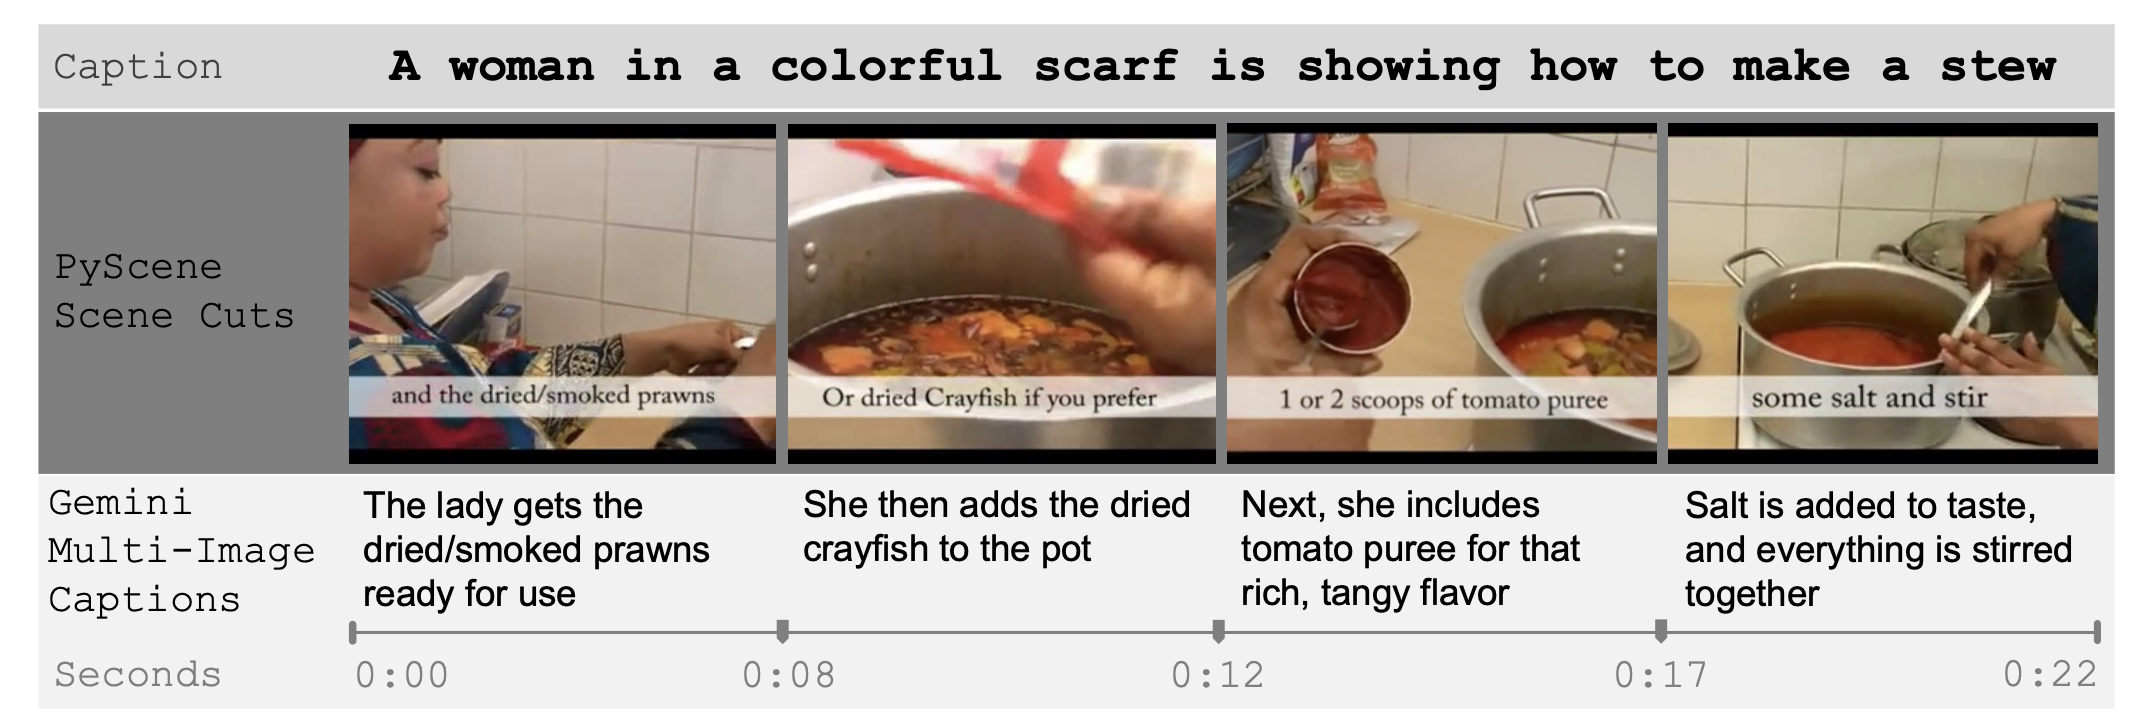 Caption
A woman in a colorful scarf is showing how to make a stew
PyScene
Scene Cuts
and the dried/smoked prawns
Or dried Crayfish if you prefer
1 or 2 scoops of tomato puree
some salt and stir
Gemini
Multi-Image
Captions
The lady gets the
dried/smoked prawns
ready for use
She then adds the dried
crayfish to the pot
Next, she includes
tomato puree for that
rich, tangy flavor
Salt is added to taste,
and everything is stirred
together
Seconds
0:00
0:08
0:12
0:17
0:22